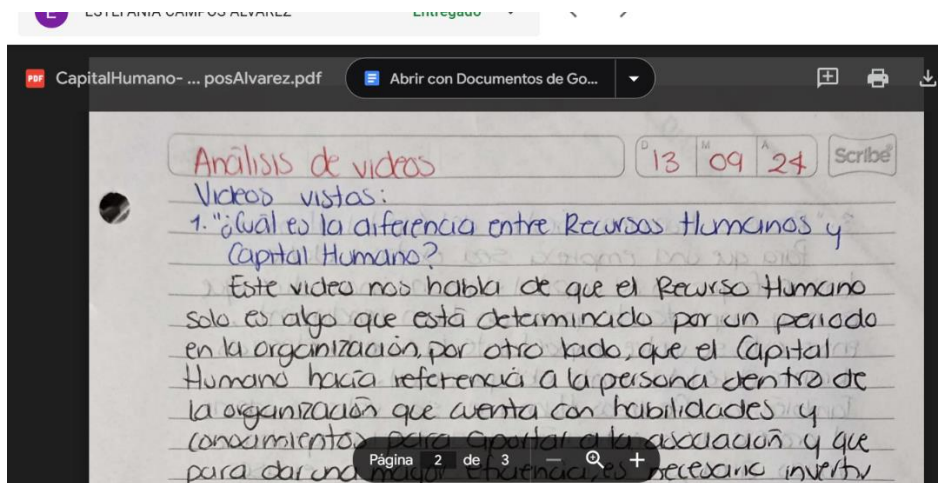 E ESTEFANIA CAMPOS ALVAREZ Entregado
PDF CapitalHumano- ... posAlvarez.pdf Abrir con Documentos de Go...
Análisis de videos D 13 M 09 A 24 Scribe
Videos vistos:
1. "¿Cuál es la diferencia entre Recursos Humanos y
Capital Humano?
Este video nos habla de que el Recurso Humano
solo es algo que está determinado por un periodo
en la organización, por otro lado, que el Capital
Humano hacía referencia a la persona dentro de
la organización que cuenta con habilidades y
conocimientos para aportar a la asociación y que
para dar una mayor eficiencia, es necesario invertir
Página 2 de 3